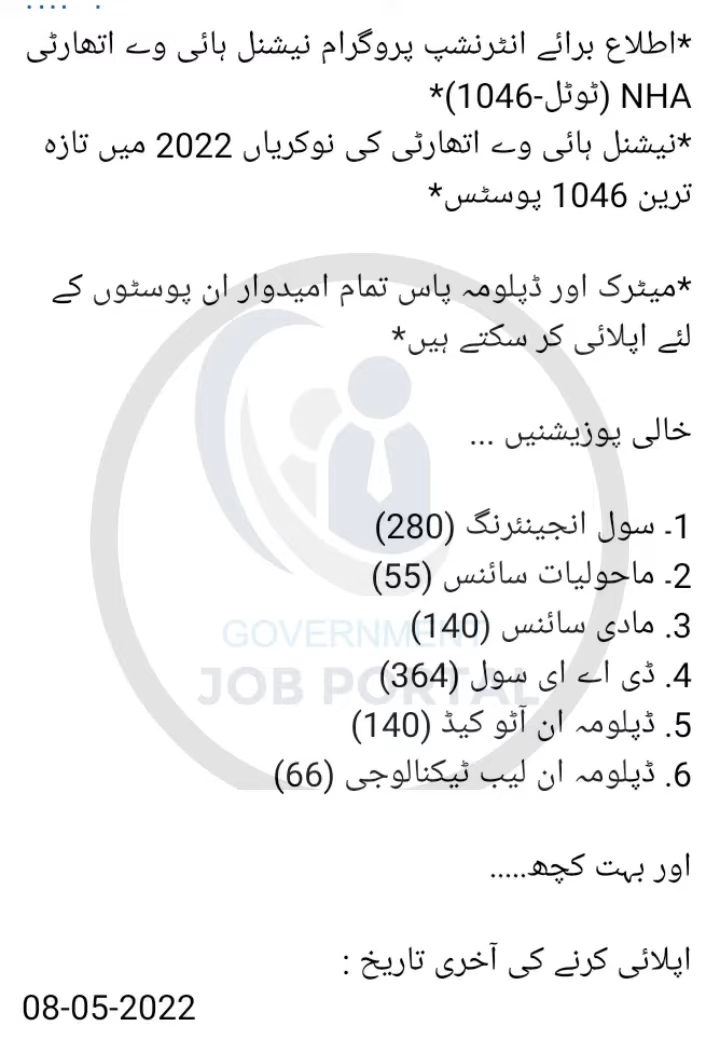 *اطلاع برائے انٹرنشپ پروگرام نیشنل ہائی وے اتھارٹی
NHA (ٹوٹل-1046)*
*نیشنل ہائی وے اتھارٹی کی نوکریاں 2022 میں تازہ
ترین 1046 پوسٹس*
*میٹرک اور ڈپلومہ پاس تمام امیدوار ان پوسٹوں کے
لئے اپلائی کر سکتے ہیں*
خالی پوزیشنیں ...
1۔ سول انجینئرنگ (280)
2۔ ماحولیات سائنس (55)
3. مادی سائنس (140)
4. ڈی اے ای سول (364)
5. ڈپلومہ ان آٹو کیڈ (140)
6. ڈپلومہ ان لیب ٹیکنالوجی (66)
GOVERNMENT
JOB PORTAL
اور بہت کچھ.....
اپلائی کرنے کی آخری تاریخ :
08-05-2022